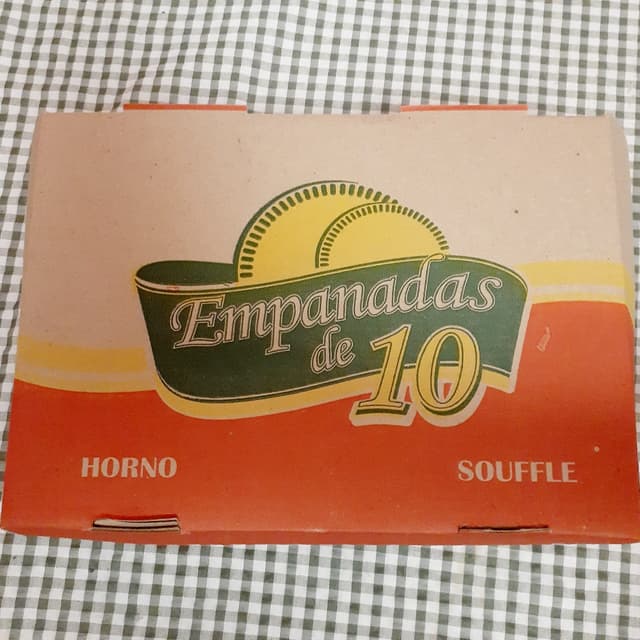 Empanadas
de 10
HORNO
SOUFFLE